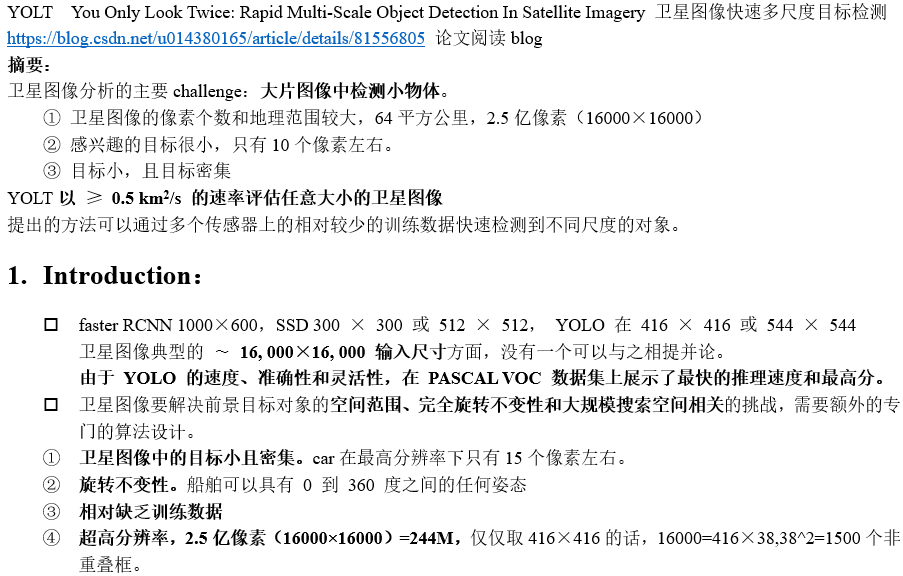 YOLT You Only Look Twice: Rapid Multi-Scale Object Detection In Satellite Imagery 卫星图像快速多尺度目标检测
https://blog.csdn.net/u014380165/article/details/81556805 论文阅读 blog
摘要：
卫星图像分析的主要 challenge：大片图像中检测小物体。
① 卫星图像的像素个数和地理范围较大，64 平方公里，2.5 亿像素（16000×16000）
② 感兴趣的目标很小，只有 10 个像素左右。
③ 目标小，且目标密集
YOLT 以 ≥ 0.5 km²/s 的速率评估任意大小的卫星图像
提出的方法可以通过多个传感器上的相对较少的训练数据快速检测到不同尺度的对象。
1. Introduction：
faster RCNN 1000×600，SSD 300 × 300 或 512 × 512， YOLO 在 416 × 416 或 544 × 544
卫星图像典型的 ～ 16, 000×16, 000 输入尺寸方面，没有一个可以与之相提并论。
由于 YOLO 的速度、准确性和灵活性，在 PASCAL VOC 数据集上展示了最快的推理速度和最高分。
卫星图像要解决前景目标对象的空间范围、完全旋转不变性和大规模搜索空间相关的挑战，需要额外的专
门的算法设计。
① 卫星图像中的目标小且密集。car 在最高分辨率下只有 15 个像素左右。
② 旋转不变性。船舶可以具有 0 到 360 度之间的任何姿态
③ 相对缺乏训练数据
④ 超高分辨率，2.5 亿像素（16000×16000）=244M，仅仅取 416×416 的话，16000=416×38,38^2=1500 个非
重叠框。